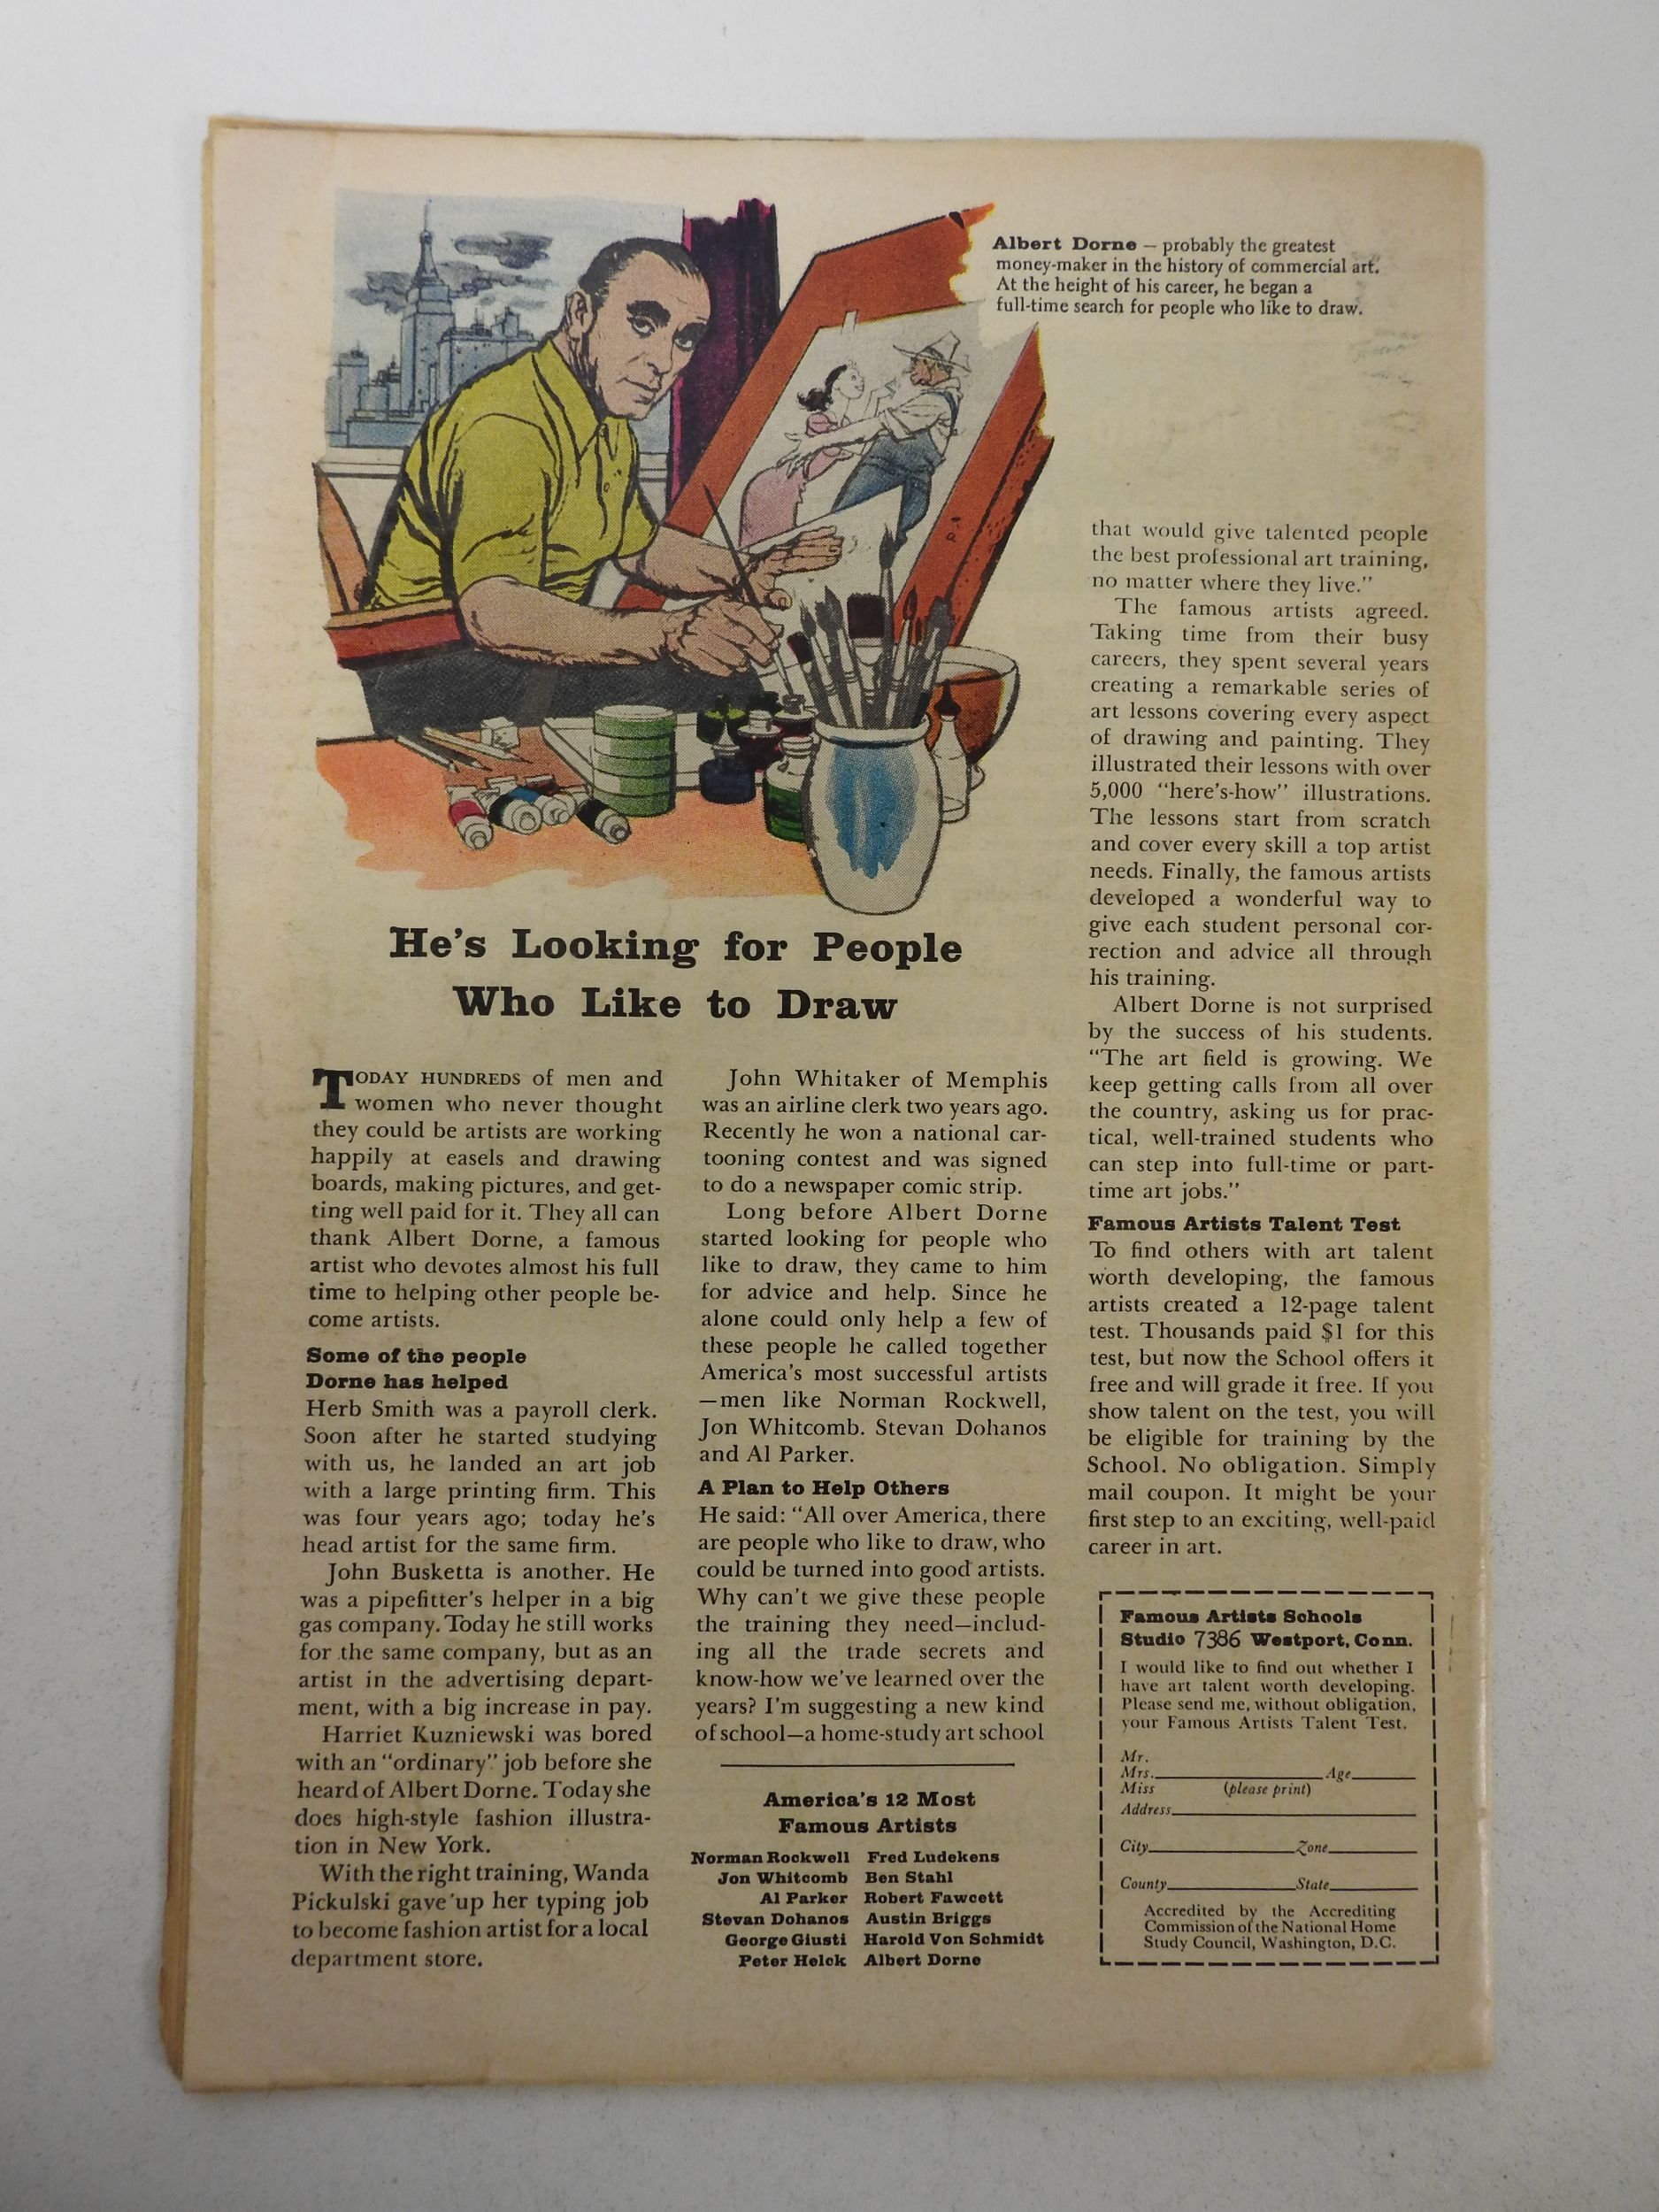 Albert Dorne — probably the greatest
money-maker in the history of commercial art.
At the height of his career, he began a
full-time search for people who like to draw.
He's Looking for People
Who Like to Draw
TODAY HUNDREDS of men and
women who never thought
they could be artists are working
happily at easels and drawing
boards, making pictures, and get-
ting well paid for it. They all can
thank Albert Dorne, a famous
artist who devotes almost his full
time to helping other people be-
come artists.
Some of the people
Dorne has helped
Herb Smith was a payroll clerk.
Soon after he started studying
with us, he landed an art job
with a large printing firm. This
was four years ago; today he's
head artist for the same firm.
John Busketta is another. He
was a pipefitter's helper in a big
gas company. Today he still works
for the same company, but as an
artist in the advertising depart-
ment, with a big increase in pay.
Harriet Kuzniewski was bored
with an "ordinary" job before she
heard of Albert Dorne. Today she
does high-style fashion illustra-
tion in New York.
With the right training, Wanda
Pickulski gave up her typing job
to become fashion artist for a local
department store.
John Whitaker of Memphis
was an airline clerk two years ago.
Recently he won a national car-
tooning contest and was signed
to do a newspaper comic strip.
Long before Albert Dorne
started looking for people who
like to draw, they came to him
for advice and help. Since he
alone could only help a few of
these people he called together
America's most successful artists
—men like Norman Rockwell,
Jon Whitcomb. Stevan Dohanos
and Al Parker.
A Plan to Help Others
He said: "All over America, there
are people who like to draw, who
could be turned into good artists.
Why can't we give these people
the training they need—includ-
ing all the trade secrets and
know-how we've learned over the
years? I'm suggesting a new kind
of school—a home-study art school
America's 12 Most
Famous Artists
Norman Rockwell Fred Ludekens
Jon Whitcomb Ben Stahl
Al Parker Robert Fawcett
Stevan Dohanos Austin Briggs
George Giusti Harold Von Schmidt
Peter Helck Albert Dorne
that would give talented people
the best professional art training,
no matter where they live."
The famous artists agreed.
Taking time from their busy
careers, they spent several years
creating a remarkable series of
art lessons covering every aspect
of drawing and painting. They
illustrated their lessons with over
5,000 "here's-how" illustrations.
The lessons start from scratch
and cover every skill a top artist
needs. Finally, the famous artists
developed a wonderful way to
give each student personal cor-
rection and advice all through
his training.
Albert Dorne is not surprised
by the success of his students.
"The art field is growing. We
keep getting calls from all over
the country, asking us for prac-
tical, well-trained students who
can step into full-time or part-
time art jobs."
Famous Artists Talent Test
To find others with art talent
worth developing, the famous
artists created a 12-page talent
test. Thousands paid $1 for this
test, but now the School offers it
free and will grade it free. If you
show talent on the test, you will
be eligible for training by the
School. No obligation. Simply
mail coupon. It might be your
first step to an exciting, well-paid
career in art.
Famous Artists Schools
Studio 7386 Westport, Conn.
I would like to find out whether I
have art talent worth developing.
Please send me, without obligation,
your Famous Artists Talent Test.
Mr.
Mrs. Age
Miss (please print)
Address
City Zone
County State
Accredited by the Accrediting
Commission of the National Home
Study Council, Washington, D.C.